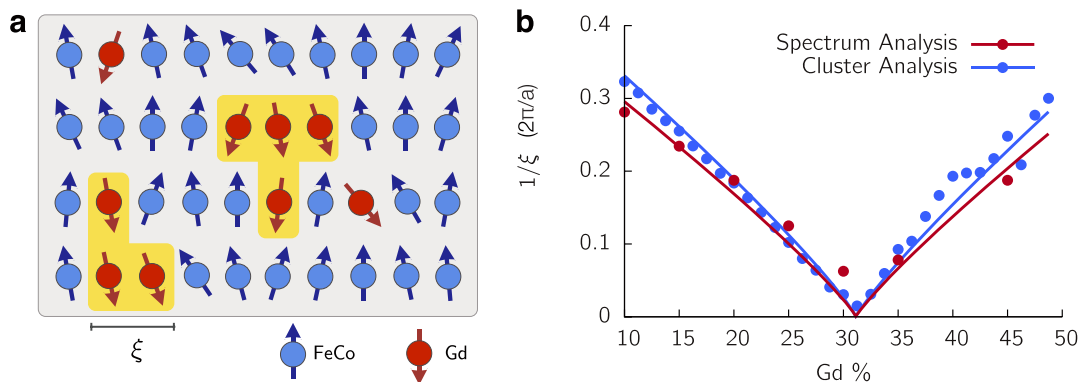 a
ξ
FeCo
Gd
b
Spectrum Analysis
Cluster Analysis
1/ξ (2π/a)
0.4
0.3
0.2
0.1
0
10 15 20 25 30 35 40 45 50
Gd %